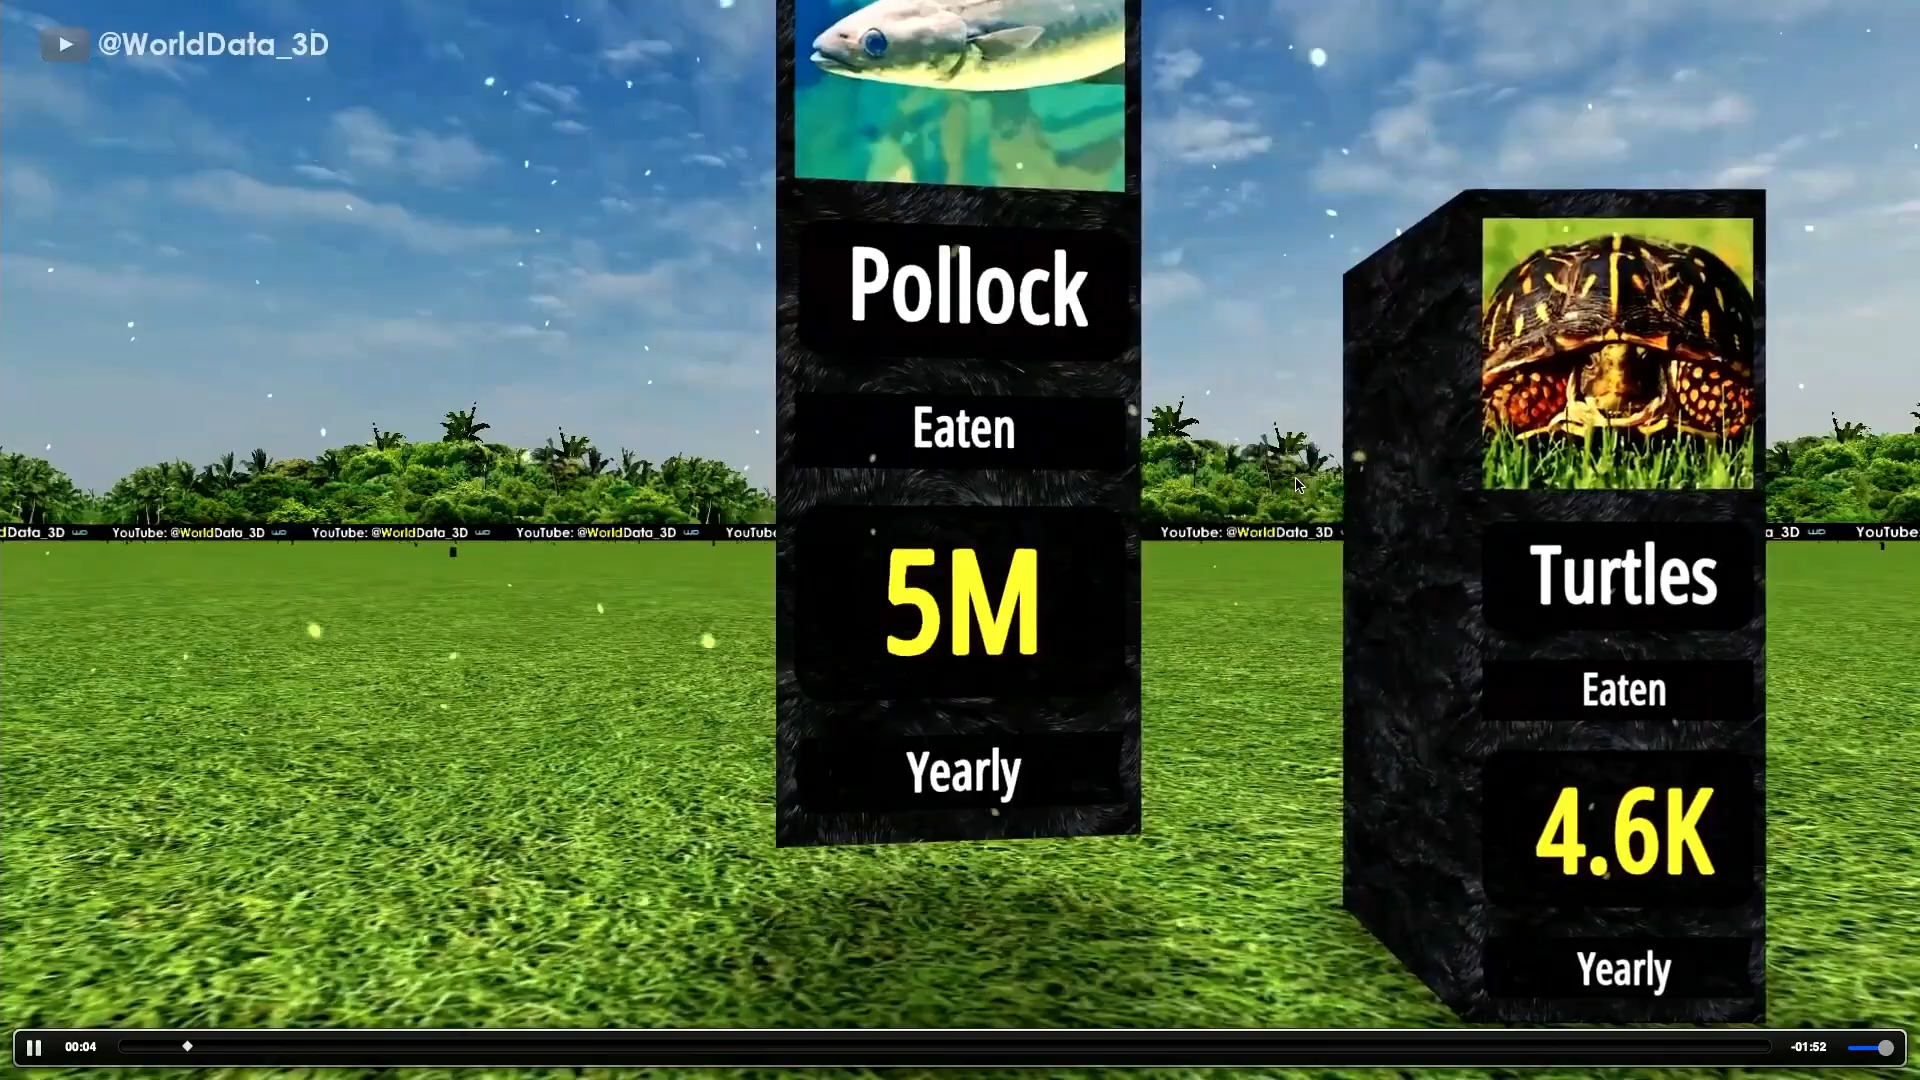 @WorldData_3D
Pollock
Eaten
5M
Yearly
Turtles
Eaten
4.6K
Yearly
dData_3D YouTube: @WorldData_3D YouTube: @WorldData_3D YouTube: @WorldData_3D YouTube: @WorldData_3D a_3D YouTube
00:04
-01:52